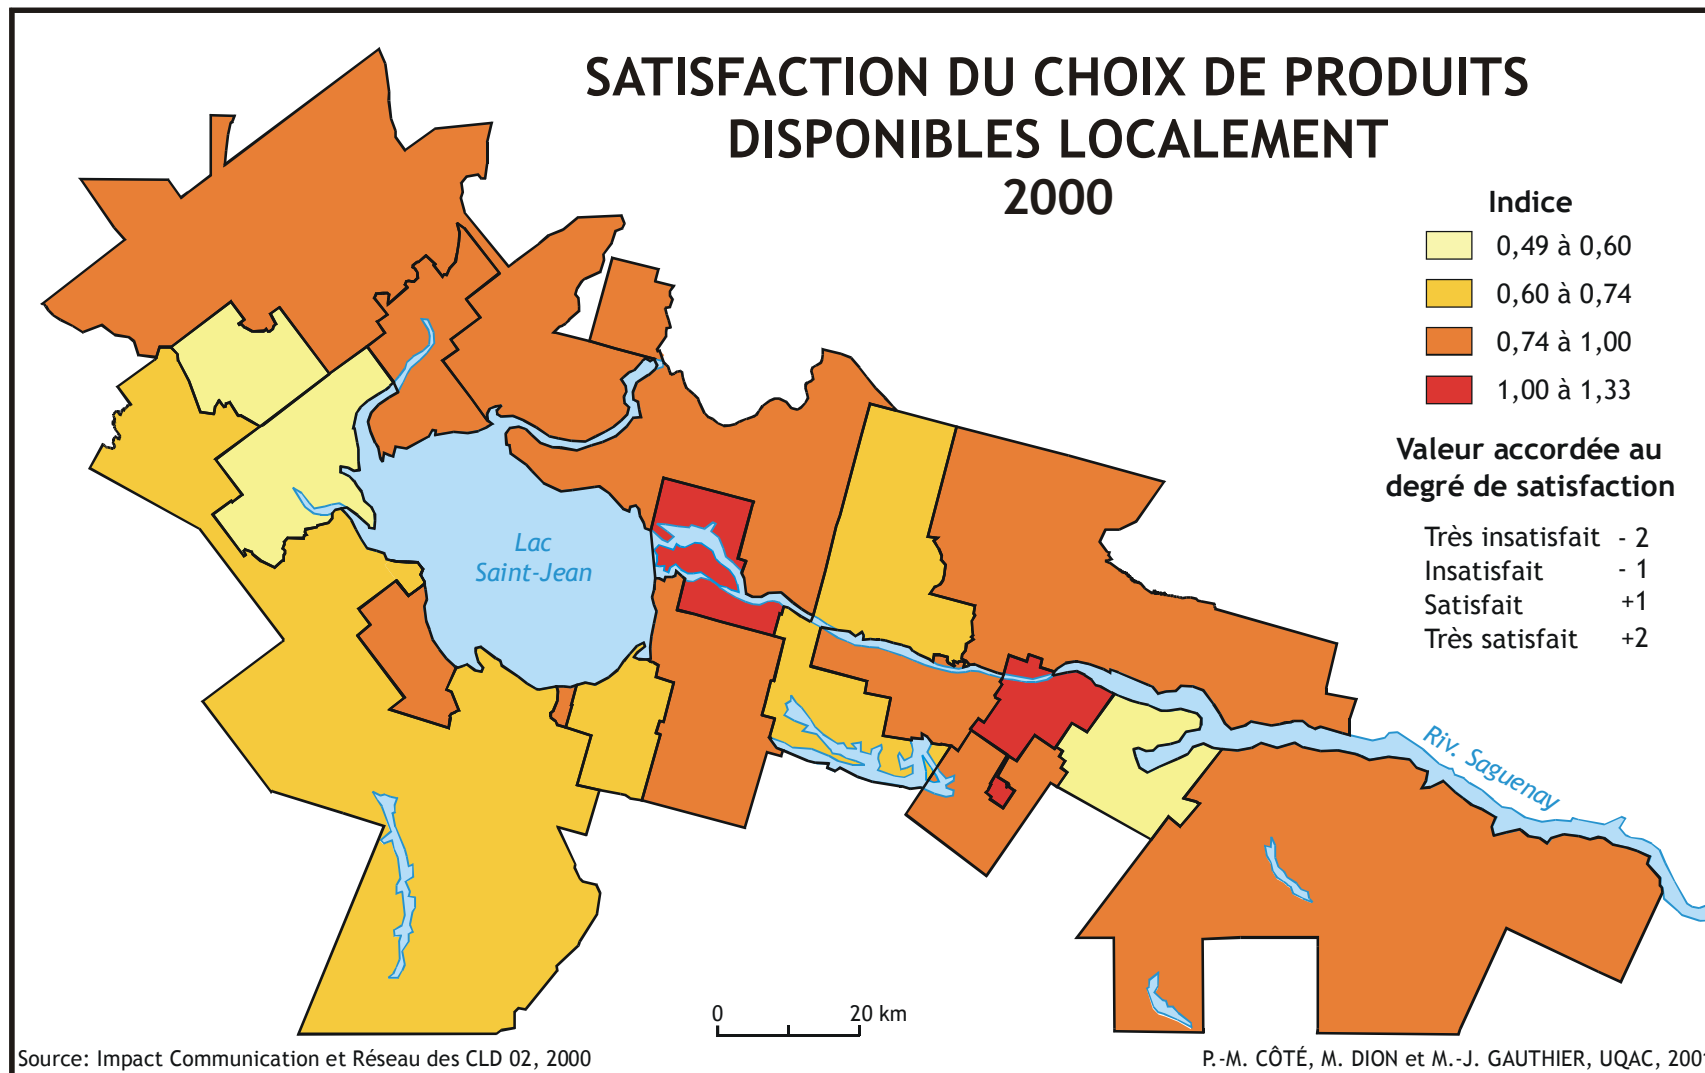 SATISFACTION DU CHOIX DE PRODUITS
DISPONIBLES LOCALEMENT
2000
Indice
0,49 à 0,60
0,60 à 0,74
0,74 à 1,00
1,00 à 1,33
Valeur accordée au
degré de satisfaction
Très insatisfait - 2
Insatisfait - 1
Satisfait +1
Très satisfait +2
Lac
Saint-Jean
Riv. Saguenay
0 20 km
Source: Impact Communication et Réseau des CLD 02, 2000
P.-M. CÔTÉ, M. DION et M.-J. GAUTHIER, UQAC, 2001